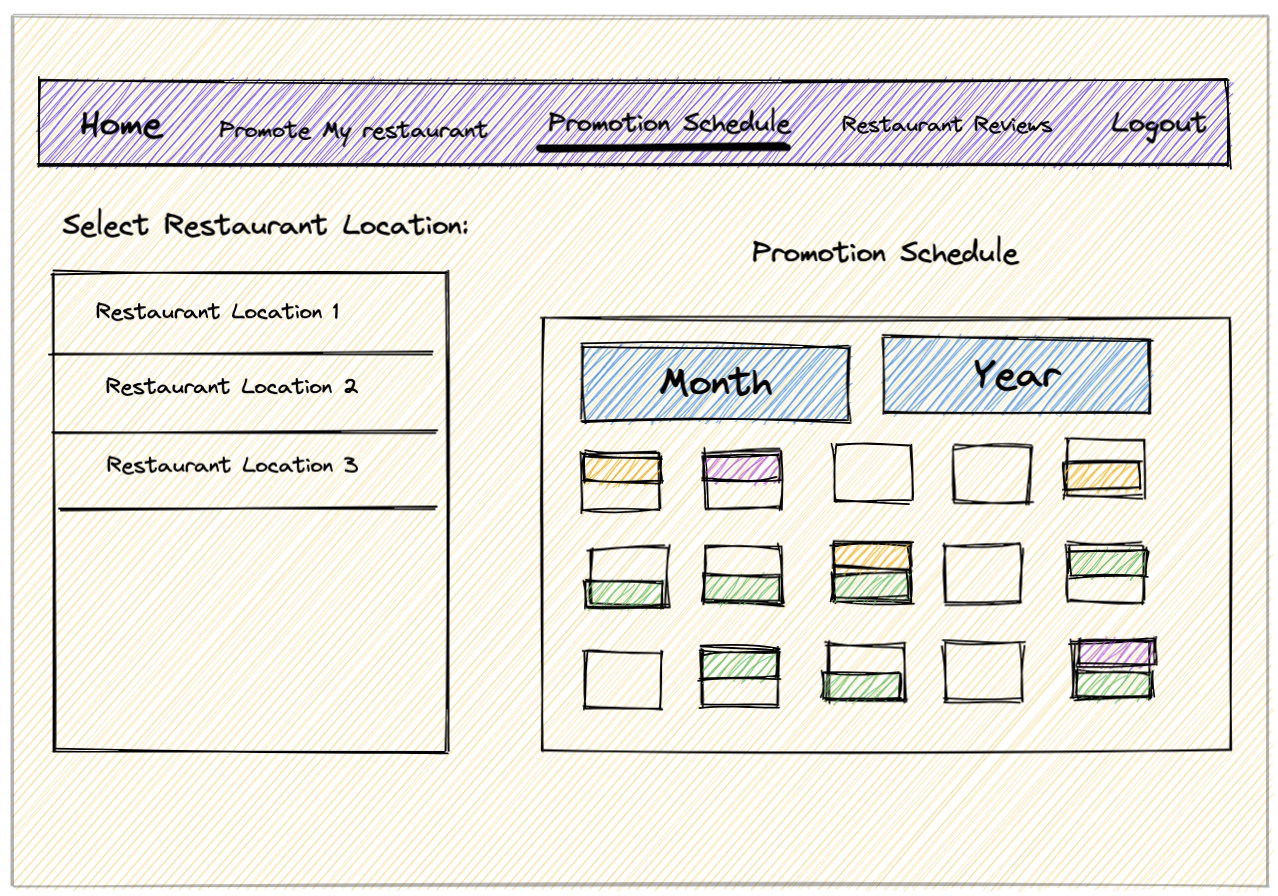 Home Promote My restaurant Promotion Schedule Restaurant Reviews Logout
Select Restaurant Location:
Restaurant Location 1
Restaurant Location 2
Restaurant Location 3
Promotion Schedule
Month Year